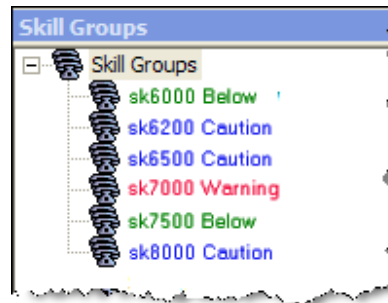 Skill Groups
Skill Groups
sk6000 Below
sk6200 Caution
sk6500 Caution
sk7000 Warning
sk7500 Below
sk8000 Caution